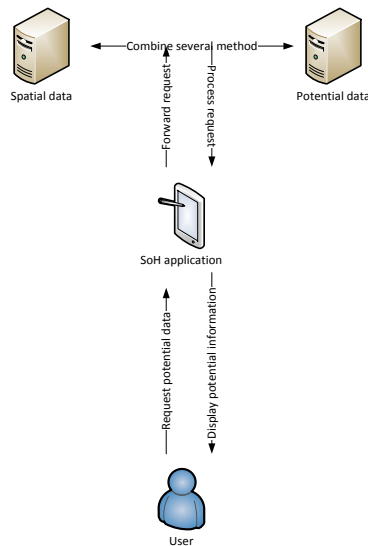 Combine several method
Spatial data
Potential data
Forward request
Process request
SoH application
Request potential data
Display potential information
User